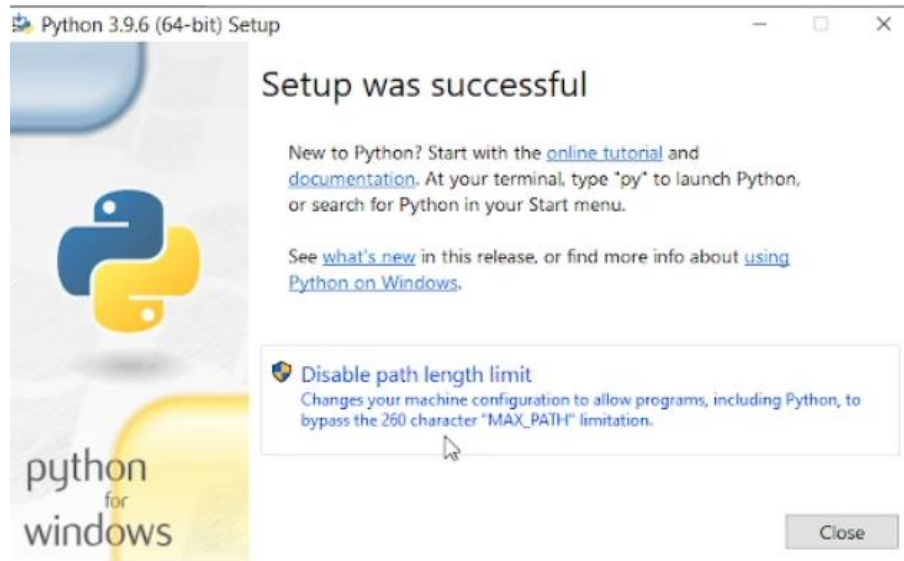 Python 3.9.6 (64-bit) Setup
Setup was successful
New to Python? Start with the online tutorial and
documentation. At your terminal, type "py" to launch Python,
or search for Python in your Start menu.
See what's new in this release, or find more info about using
Python on Windows.
Disable path length limit
Changes your machine configuration to allow programs, including Python, to
bypass the 260 character "MAX_PATH" limitation.
python
for
windows
Close